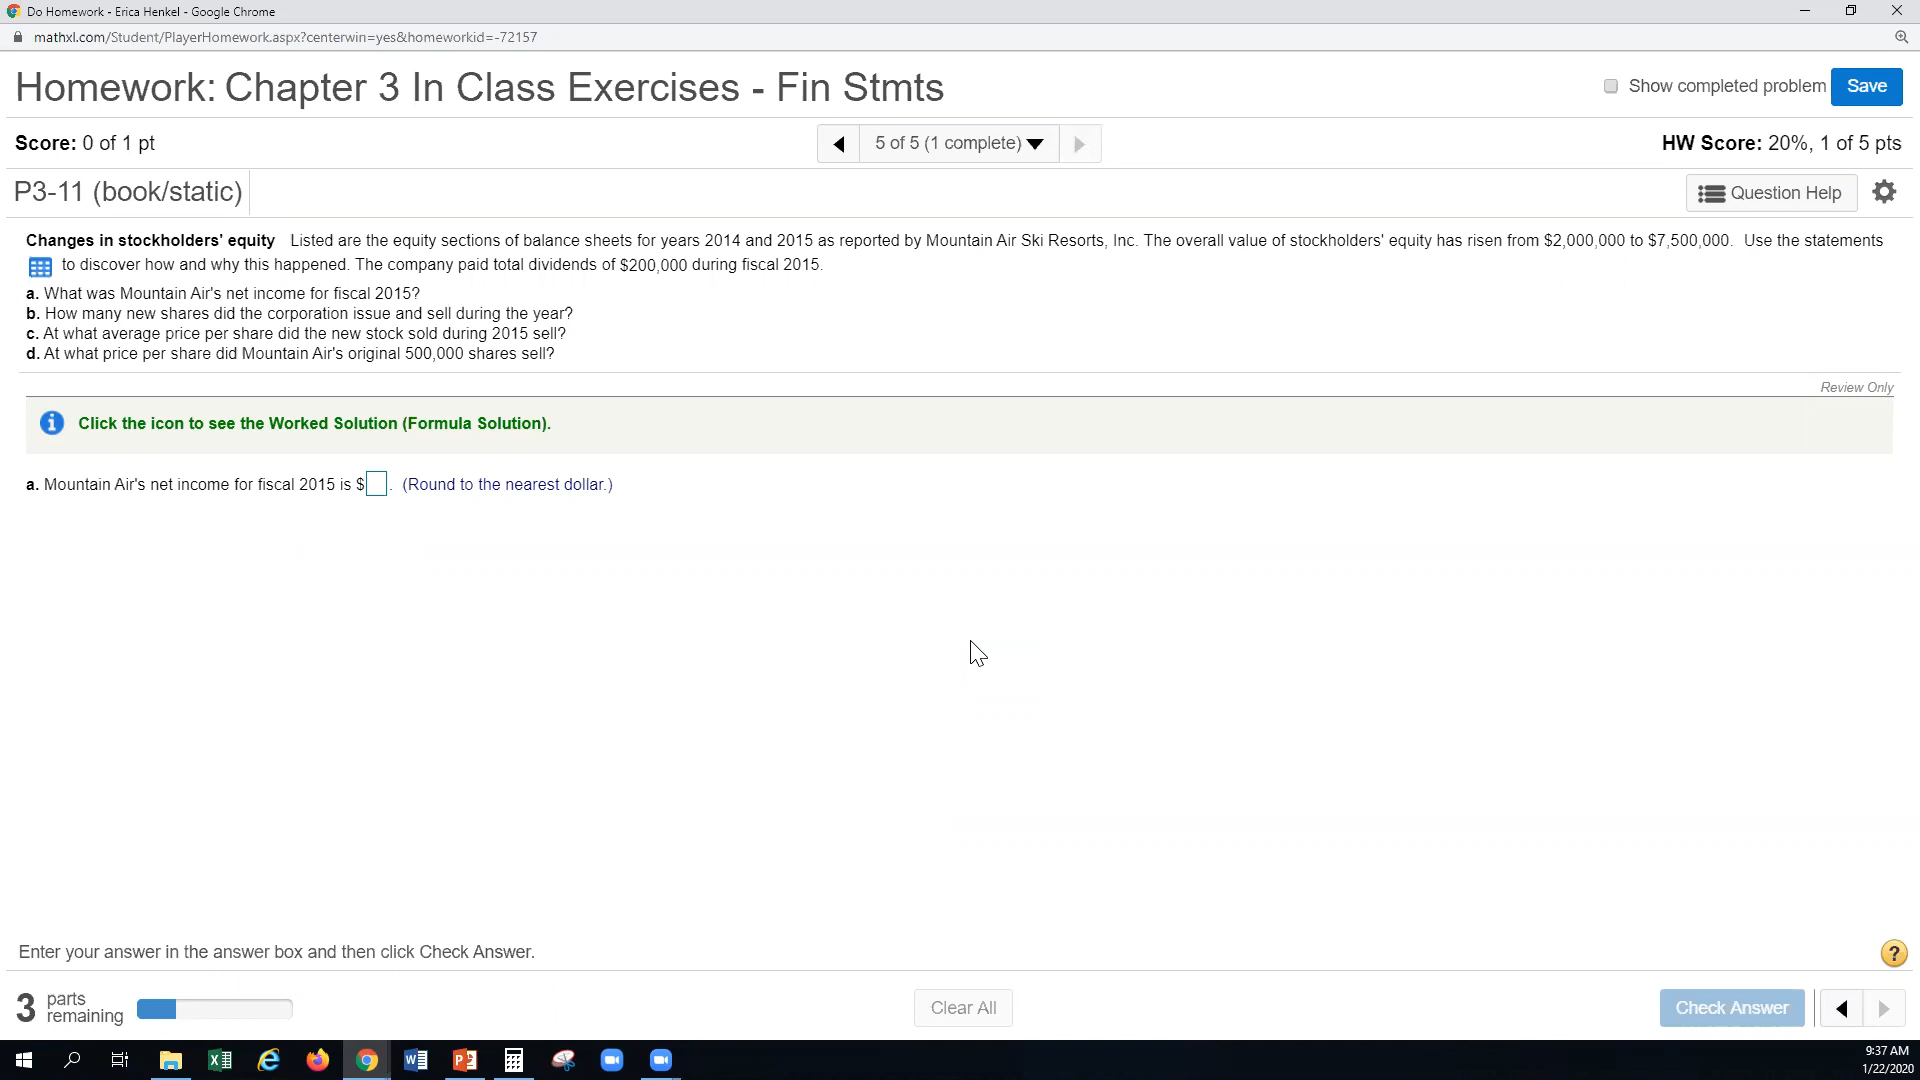 Do Homework - Erica Henkel - Google Chrome
mathxl.com/Student/PlayerHomework.aspx?centerwin=yes&homeworkid=-72157
Homework: Chapter 3 In Class Exercises - Fin Stmts
Show completed problem
Save
Score: 0 of 1 pt
5 of 5 (1 complete)
HW Score: 20%, 1 of 5 pts
P3-11 (book/static)
Question Help
Changes in stockholders' equity Listed are the equity sections of balance sheets for years 2014 and 2015 as reported by Mountain Air Ski Resorts, Inc. The overall value of stockholders' equity has risen from $2,000,000 to $7,500,000. Use the statements
to discover how and why this happened. The company paid total dividends of $200,000 during fiscal 2015.
a. What was Mountain Air's net income for fiscal 2015?
b. How many new shares did the corporation issue and sell during the year?
c. At what average price per share did the new stock sold during 2015 sell?
d. At what price per share did Mountain Air's original 500,000 shares sell?
Review Only
Click the icon to see the Worked Solution (Formula Solution).
a. Mountain Air's net income for fiscal 2015 is $ . (Round to the nearest dollar.)
Enter your answer in the answer box and then click Check Answer.
?
3 parts
remaining
Clear All
Check Answer
9:37 AM
1/22/2020